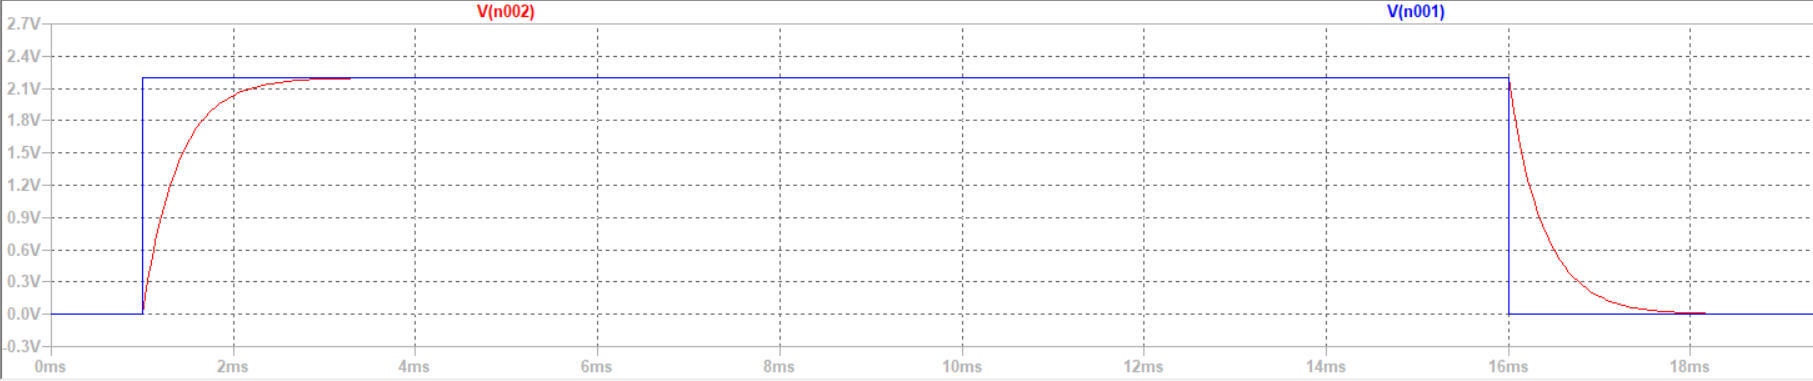 V(n002) V(n001)
2.7V
2.4V
2.1V
1.8V
1.5V
1.2V
0.9V
0.6V
0.3V
0.0V
-0.3V
0ms 2ms 4ms 6ms 8ms 10ms 12ms 14ms 16ms 18ms